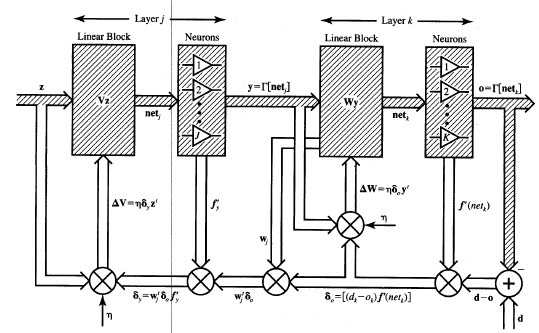 Layer j
Layer k
Linear Block
Neurons
Linear Block
Neurons
z
Vz
net_j
1
2
J
y=Γ[net_j]
Wy
net_k
1
2
K
o=Γ[net_k]
ΔV=ηδ_y z^t
f'_y
w_j
ΔW=ηδ_o y^t
η
f'(net_k)
δ_y=w_j^t δ_o f'_y
w_j^t δ_o
δ_o=[(d_k−o_k)f'(net_k)]
d−o
+
−
η
d